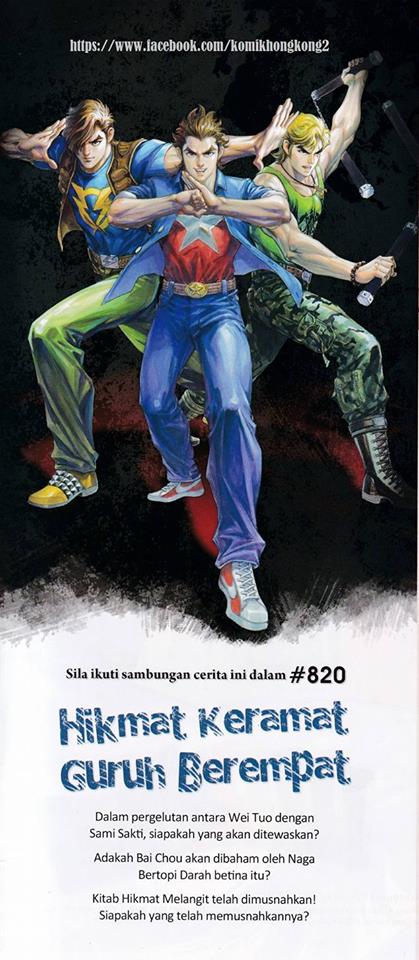 https://www.facebook.com/komikhongkong2
Sila ikuti sambungan cerita ini dalam #820
Hikmat Keramat
Guruh Berempat
Dalam pergelutan antara Wei Tuo dengan
Sami Sakti, siapakah yang akan ditewaskan?
Adakah Bai Chou akan dibaham oleh Naga
Bertopi Darah betina itu?
Kitab Hikmat Melangit telah dimusnahkan!
Siapakah yang telah memusnahkannya?